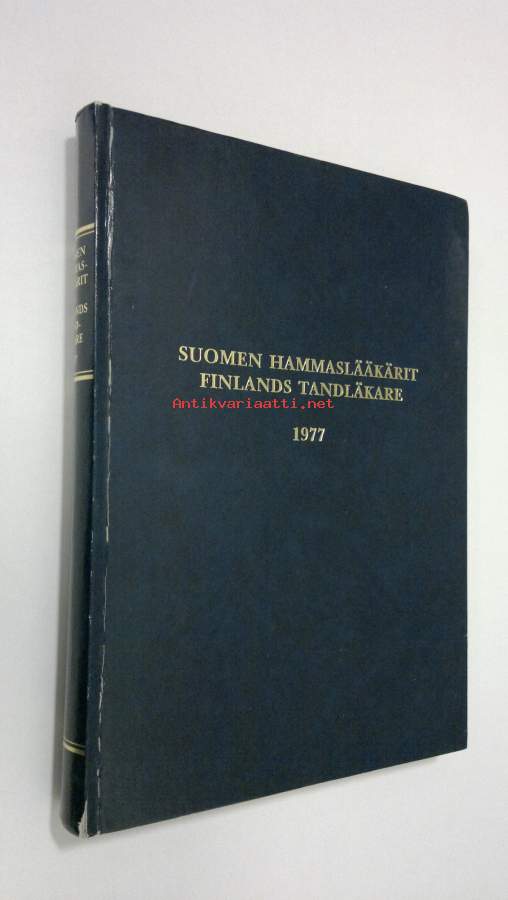 SUOMEN HAMMASLÄÄKÄRIT
FINLANDS TANDLÄKARE
Antikvariaatti.net
1977